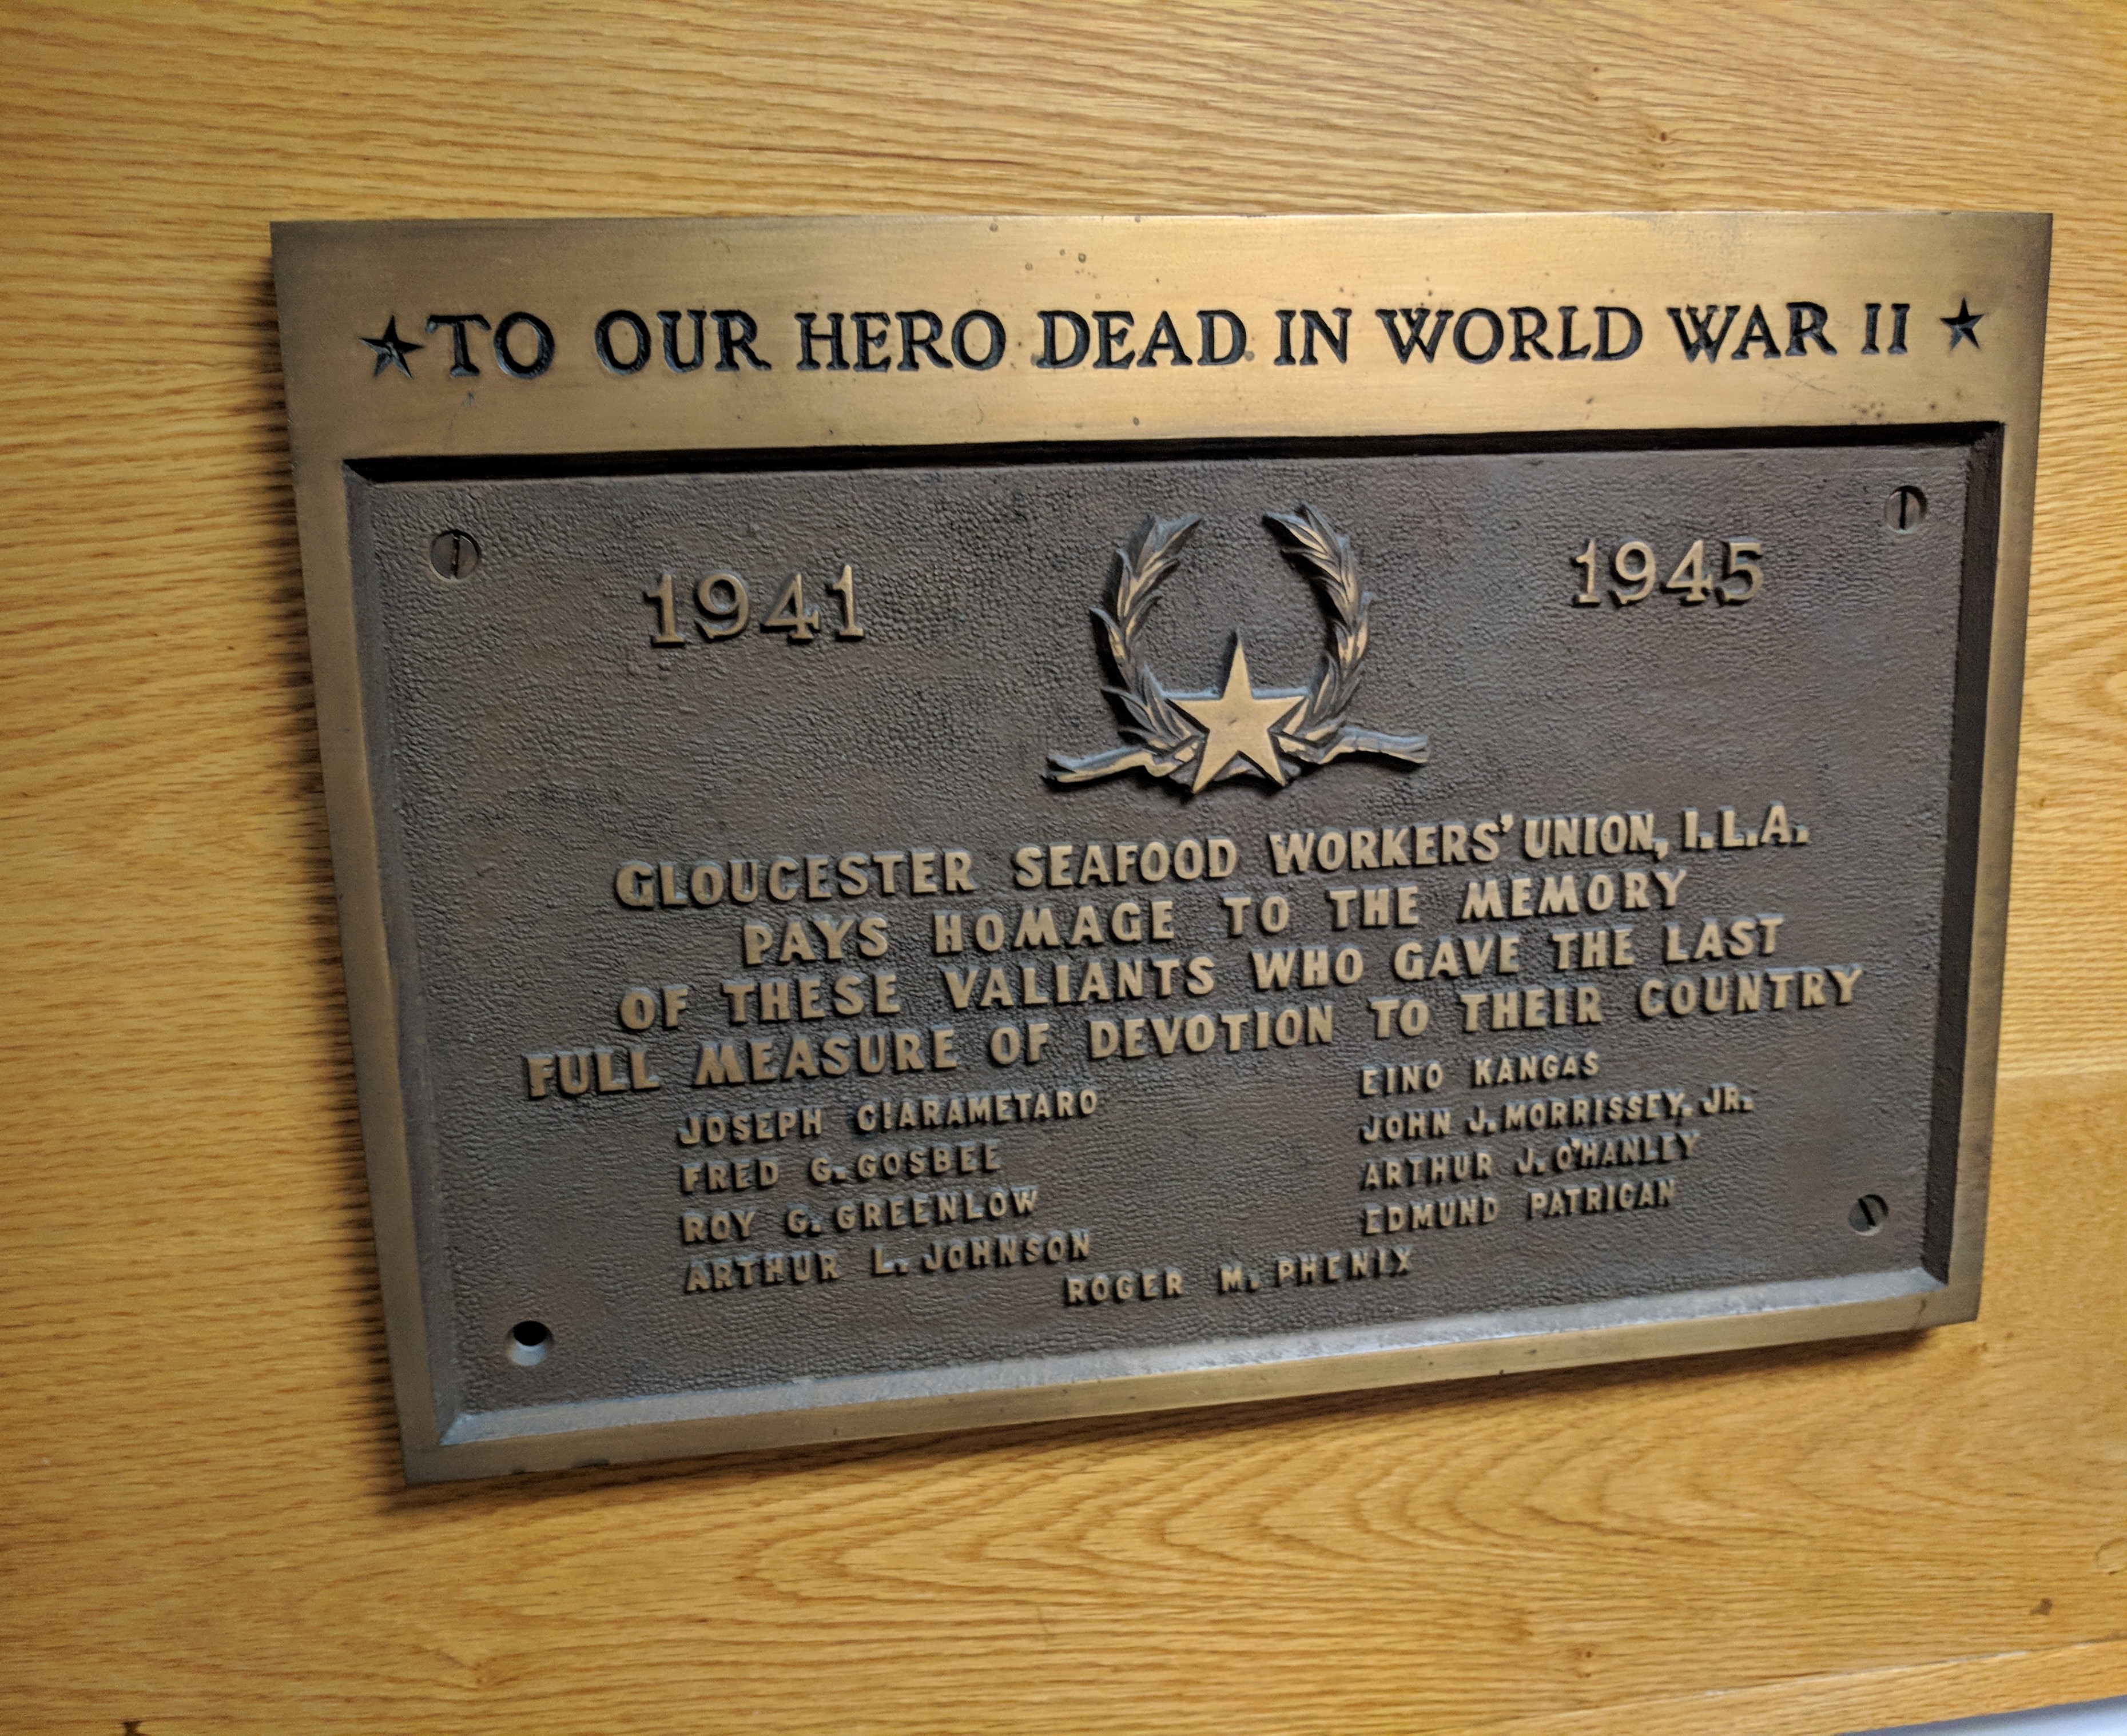 TO OUR HERO DEAD IN WORLD WAR II
1941 1945
GLOUCESTER SEAFOOD WORKERS' UNION, I.L.A.
PAYS HOMAGE TO THE MEMORY
OF THESE VALIANTS WHO GAVE THE LAST
FULL MEASURE OF DEVOTION TO THEIR COUNTRY
JOSEPH CIARAMETARO
FRED G. GOSBEE
ROY G. GREENLOW
ARTHUR L. JOHNSON
EINO KANGAS
JOHN J. MORRISSEY, JR.
ARTHUR J. O'HANLEY
EDMUND PATRICAN
ROGER M. PHENIX